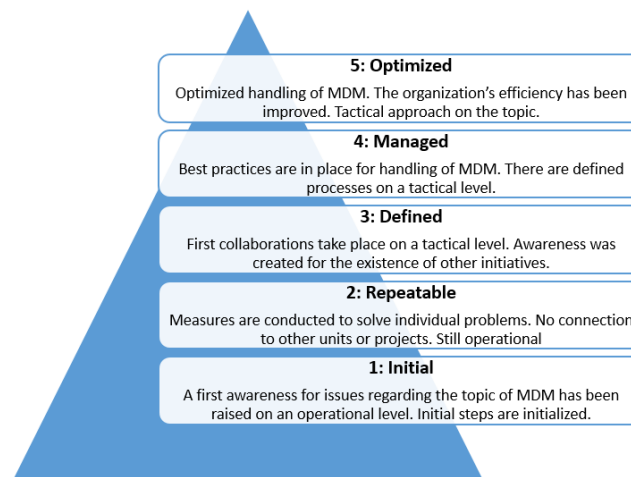 5: Optimized
Optimized handling of MDM. The organization's efficiency has been
improved. Tactical approach on the topic.
4: Managed
Best practices are in place for handling of MDM. There are defined
processes on a tactical level.
3: Defined
First collaborations take place on a tactical level. Awareness was
created for the existence of other initiatives.
2: Repeatable
Measures are conducted to solve individual problems. No connection
to other units or projects. Still operational
1: Initial
A first awareness for issues regarding the topic of MDM has been
raised on an operational level. Initial steps are initialized.